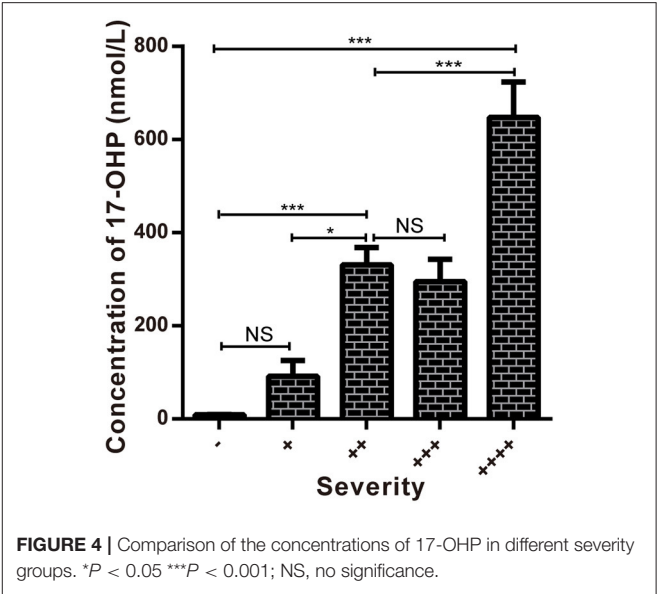 Concentration of 17-OHP (nmol/L)
800
600
400
200
0
***
***
***
*
NS
NS
-
+
++
+++
++++
Severity
FIGURE 4 | Comparison of the concentrations of 17-OHP in different severity
groups. *P < 0.05 ***P < 0.001; NS, no significance.